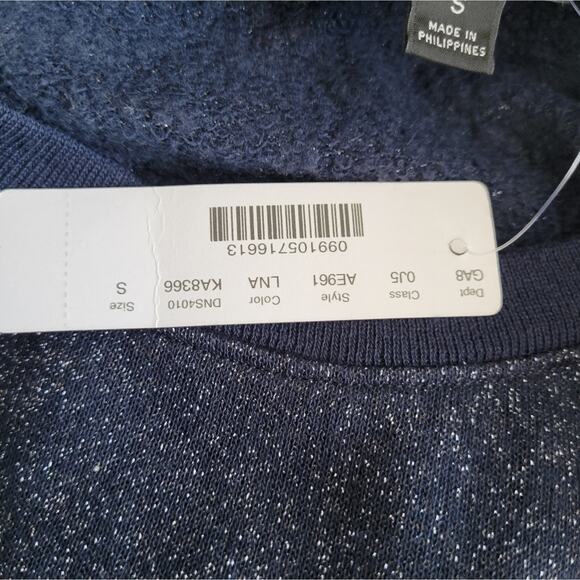 S
MADE IN
PHILIPPINES
Dept Class Style Color DNS4010 Size
GA8 0J5 AE961 LNA KA8366 S
099105716613